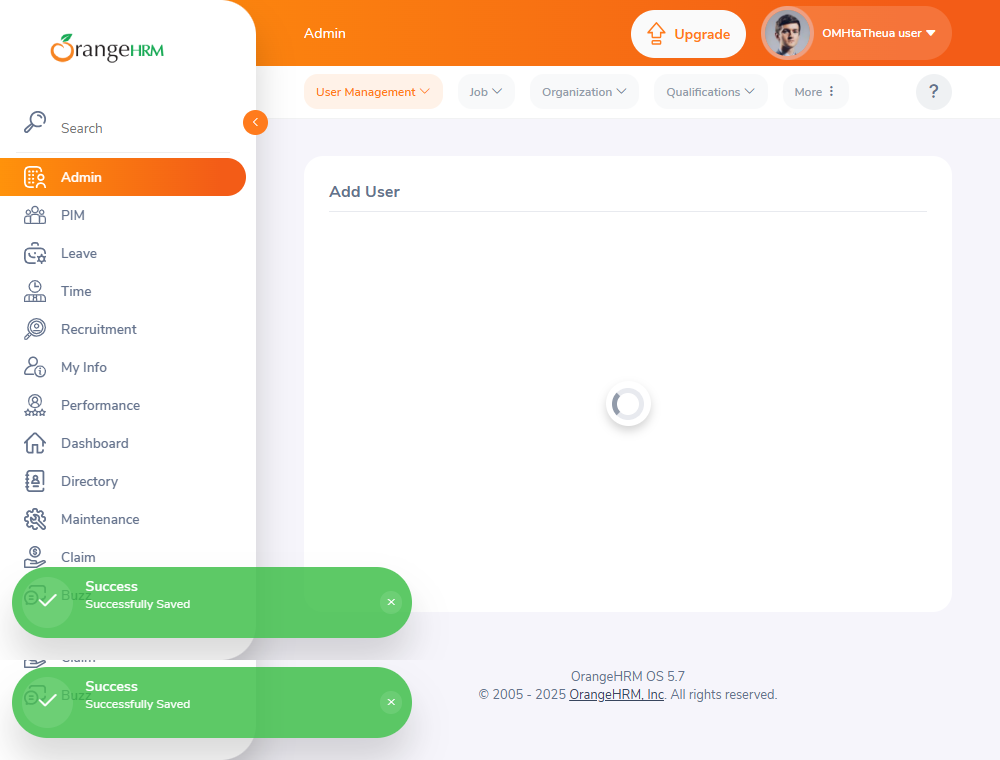 OrangeHRM
Admin
Upgrade
OMHtaTheua user
User Management
Job
Organization
Qualifications
More
?
Search
Admin
PIM
Leave
Time
Recruitment
My Info
Performance
Dashboard
Directory
Maintenance
Claim
Buzz
Add User
Success
Successfully Saved
Claim
Buzz
Success
Successfully Saved
OrangeHRM OS 5.7
© 2005 - 2025 OrangeHRM, Inc. All rights reserved.